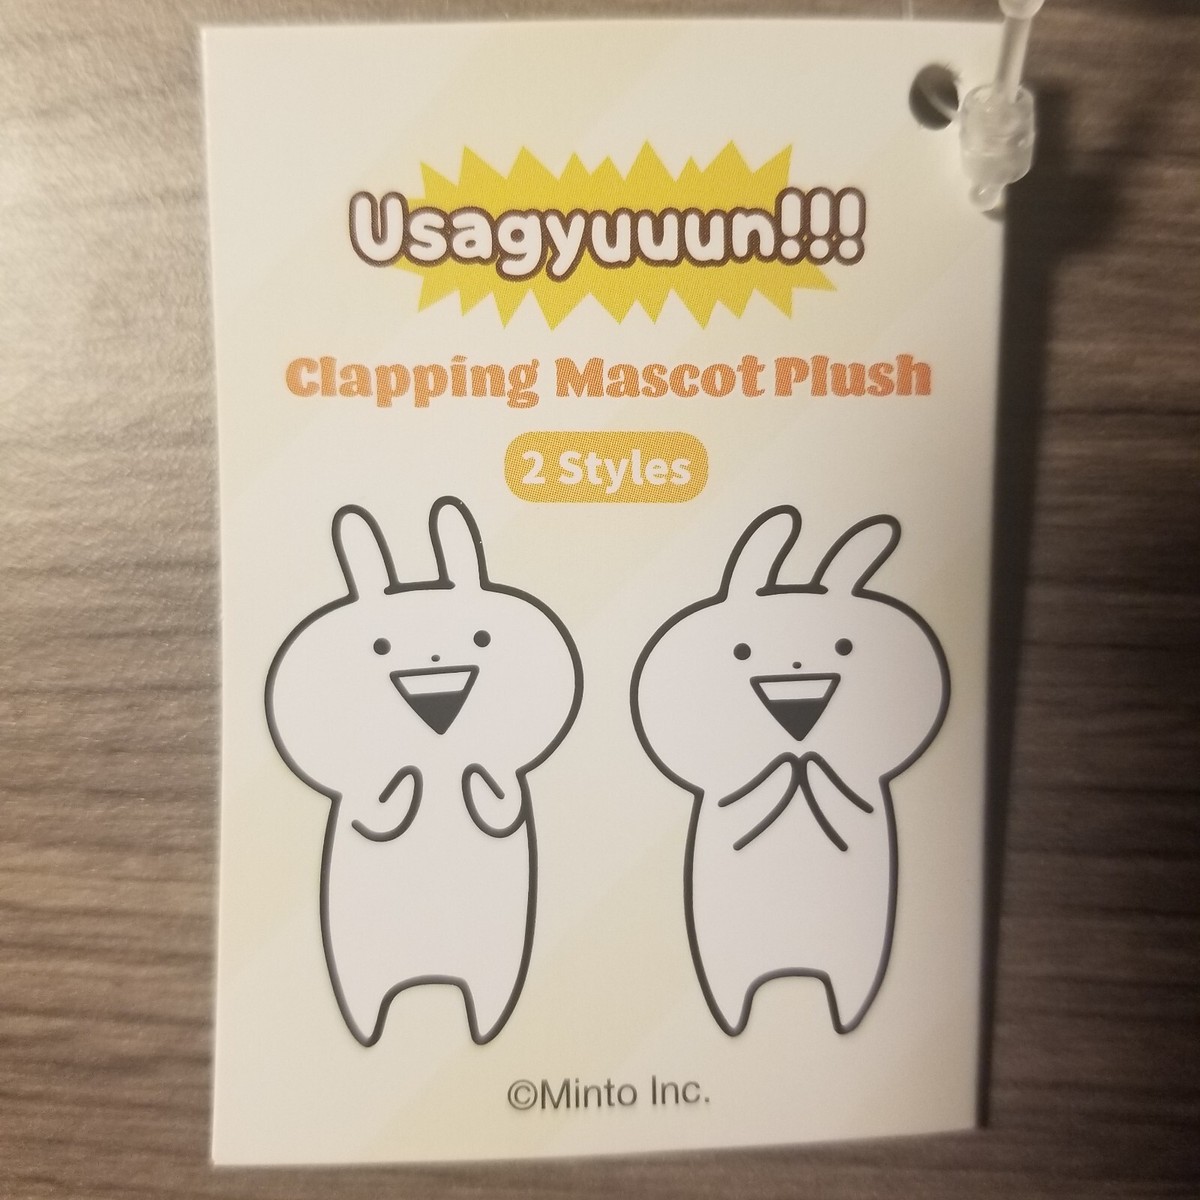 Usagyuuun!!!
Clapping Mascot Plush
2 Styles
©Minto Inc.